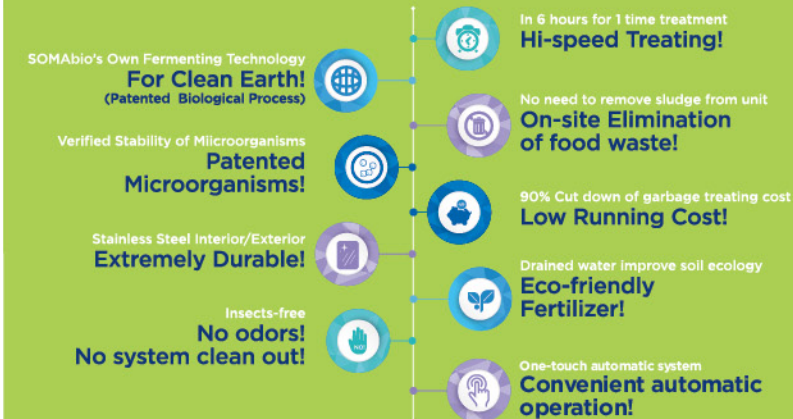 In 6 hours for 1 time treatment
Hi-speed Treating!
SOMAbio's Own Fermenting Technology
For Clean Earth!
(Patented Biological Process)
No need to remove sludge from unit
On-site Elimination
of food waste!
Verified Stability of Miicroorganisms
Patented
Microorganisms!
90% Cut down of garbage treating cost
Low Running Cost!
Stainless Steel Interior/Exterior
Extremely Durable!
Drained water improve soil ecology
Eco-friendly
Fertilizer!
Insects-free
No odors!
No system clean out!
NO!
One-touch automatic system
Convenient automatic
operation!